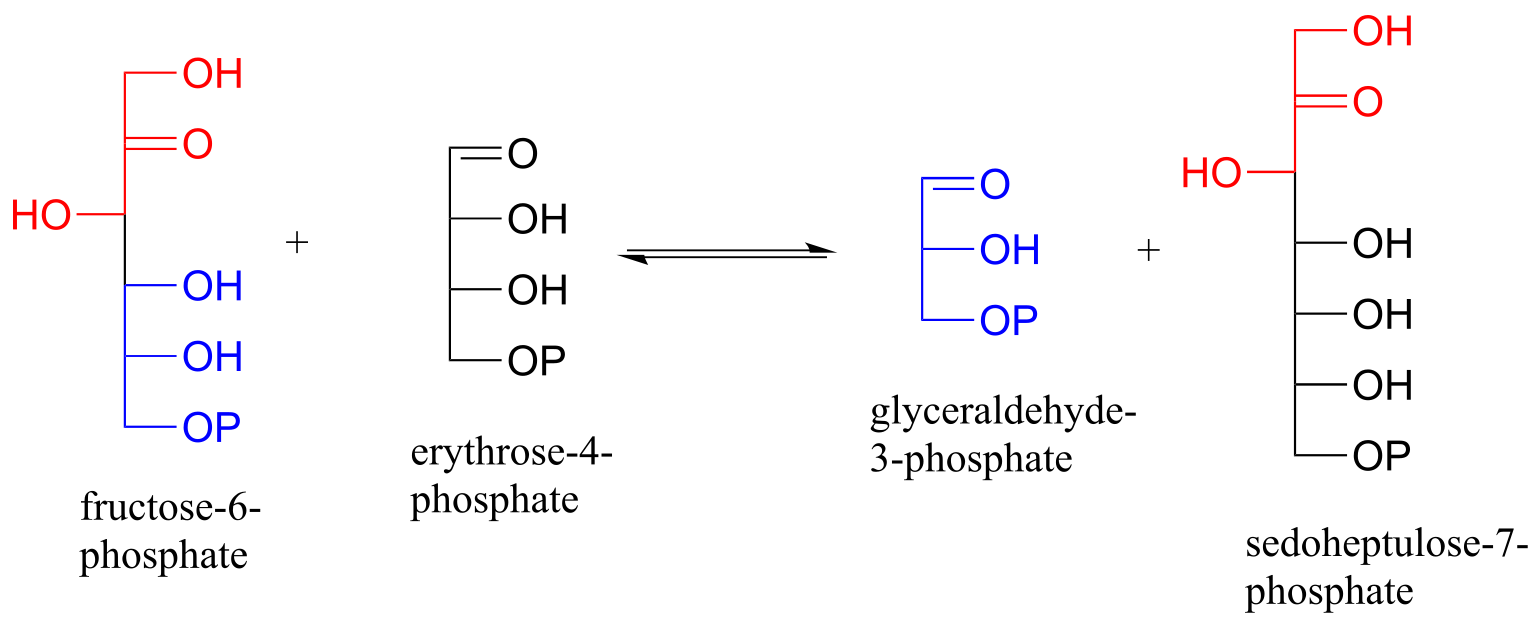 OH
O
HO
OH
OH
OP
fructose-6-
phosphate
+
O
OH
OH
OP
erythrose-4-
phosphate
O
OH
OP
glyceraldehyde-
3-phosphate
+
OH
O
HO
OH
OH
OH
OP
sedoheptulose-7-
phosphate